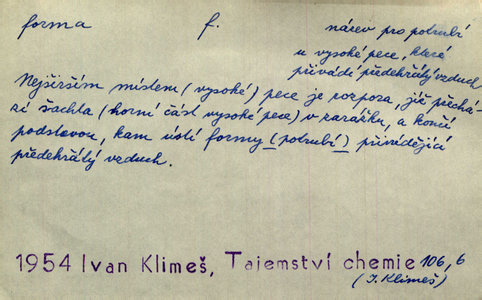 forma f. název pro potrubí
u vysoké pece, které
přivádí předehřátý vzduch
Nejširším místem (vysoké) pece je rozpora, jíž přechá-
zí šachta (horní část vysoké pece) v zarážku, a končí
podstavou, kam ústí formy (potrubí) přivádějící
předehřátý vzduch.
1954 Ivan Klimeš, Tajemství chemie 106, 6
(I. Klimeš)